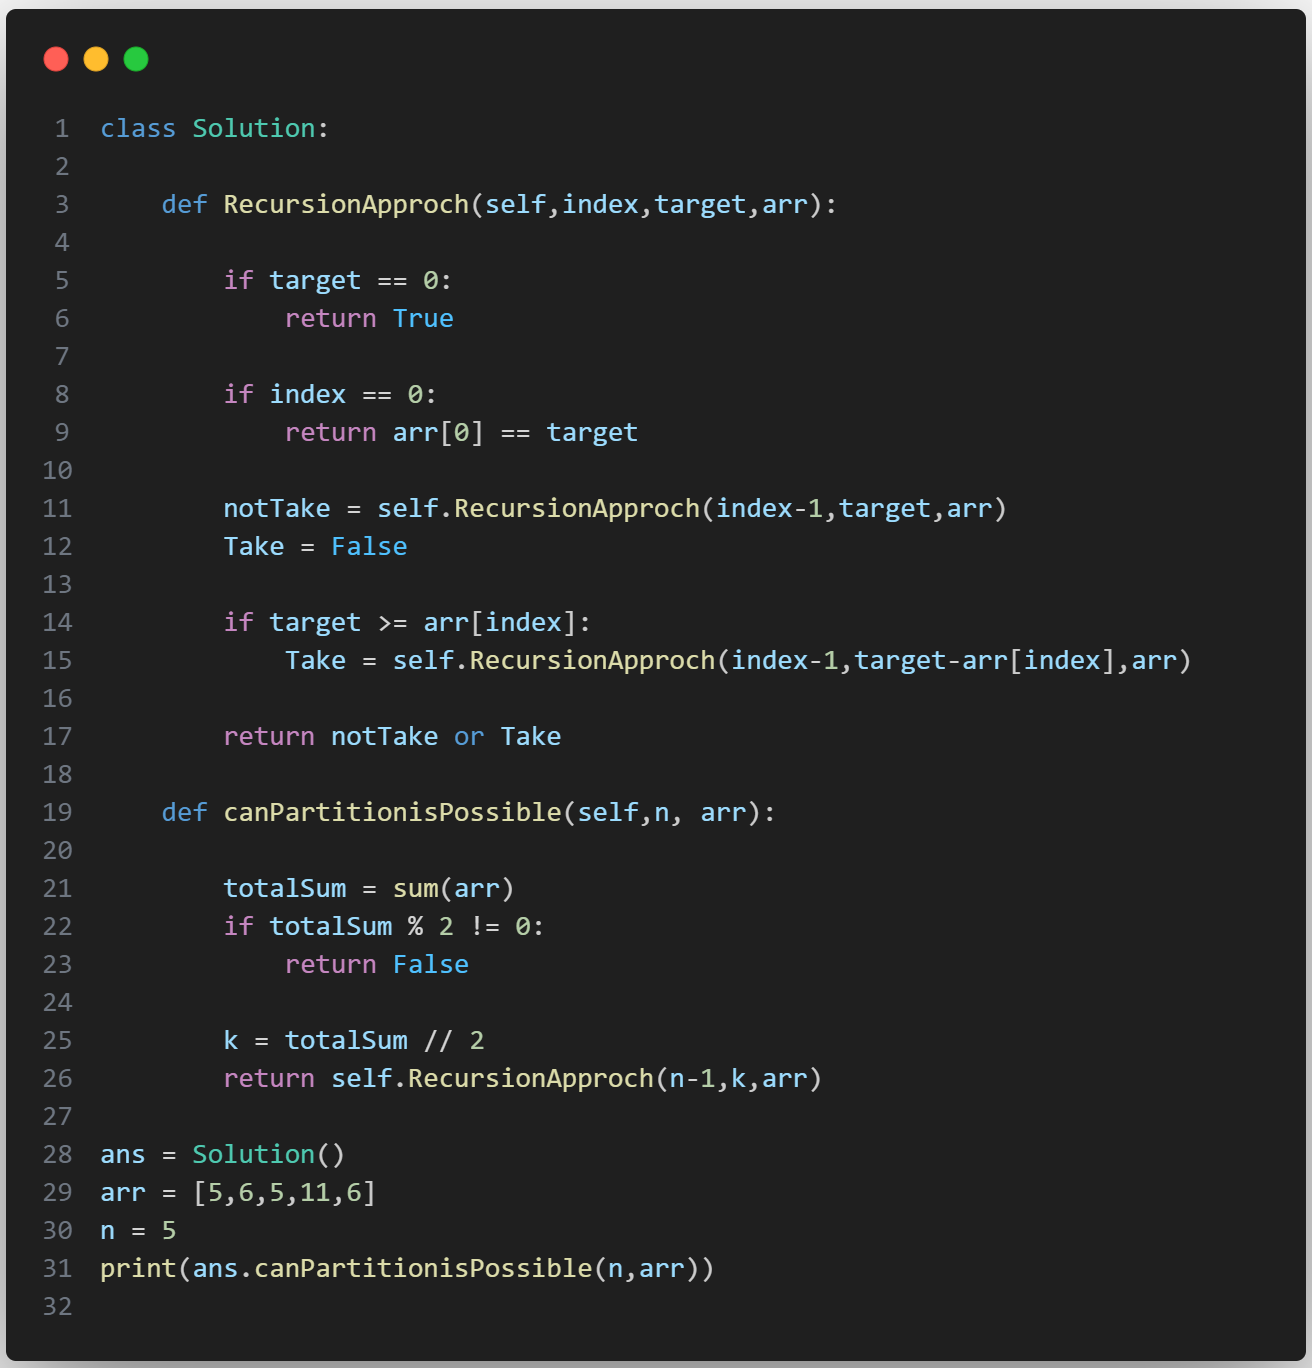 1 class Solution:
2
3     def RecursionApproch(self,index,target,arr):
4
5         if target == 0:
6             return True
7
8         if index == 0:
9             return arr[0] == target
10
11         notTake = self.RecursionApproch(index-1,target,arr)
12         Take = False
13
14         if target >= arr[index]:
15             Take = self.RecursionApproch(index-1,target-arr[index],arr)
16
17         return notTake or Take
18
19     def canPartitionisPossible(self,n, arr):
20
21         totalSum = sum(arr)
22         if totalSum % 2 != 0:
23             return False
24
25         k = totalSum // 2
26         return self.RecursionApproch(n-1,k,arr)
27
28 ans = Solution()
29 arr = [5,6,5,11,6]
30 n = 5
31 print(ans.canPartitionisPossible(n,arr))
32